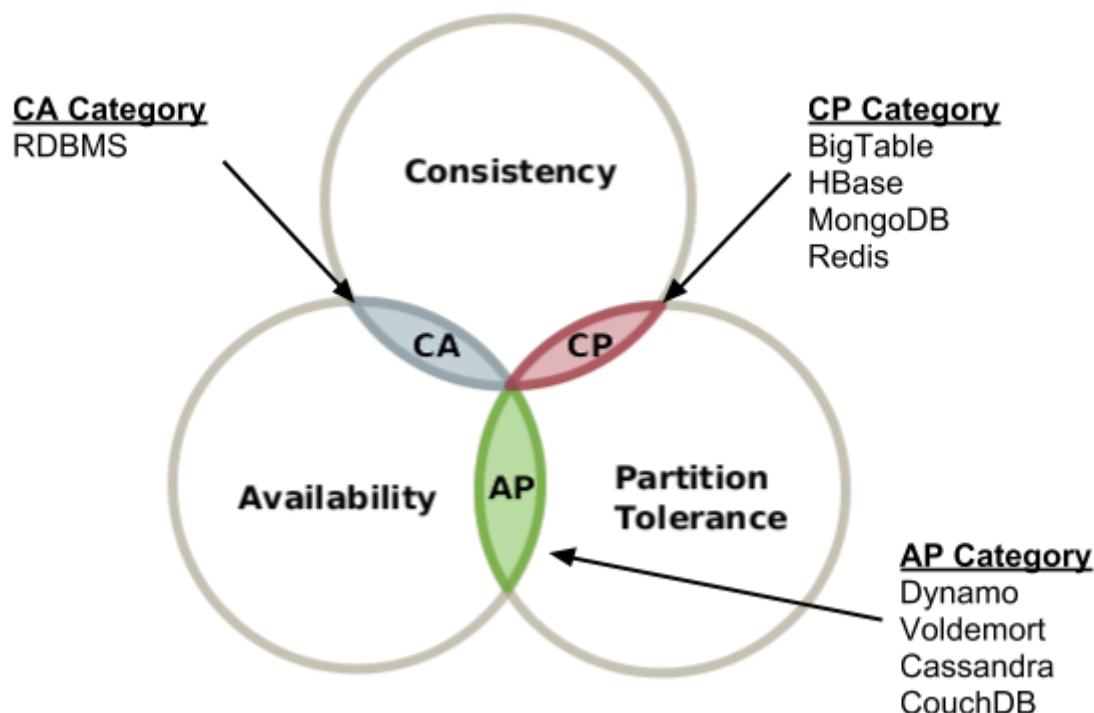 CA Category
RDBMS
CP Category
BigTable
HBase
MongoDB
Redis
Consistency
CA
CP
Availability
AP
Partition
Tolerance
AP Category
Dynamo
Voldemort
Cassandra
CouchDB